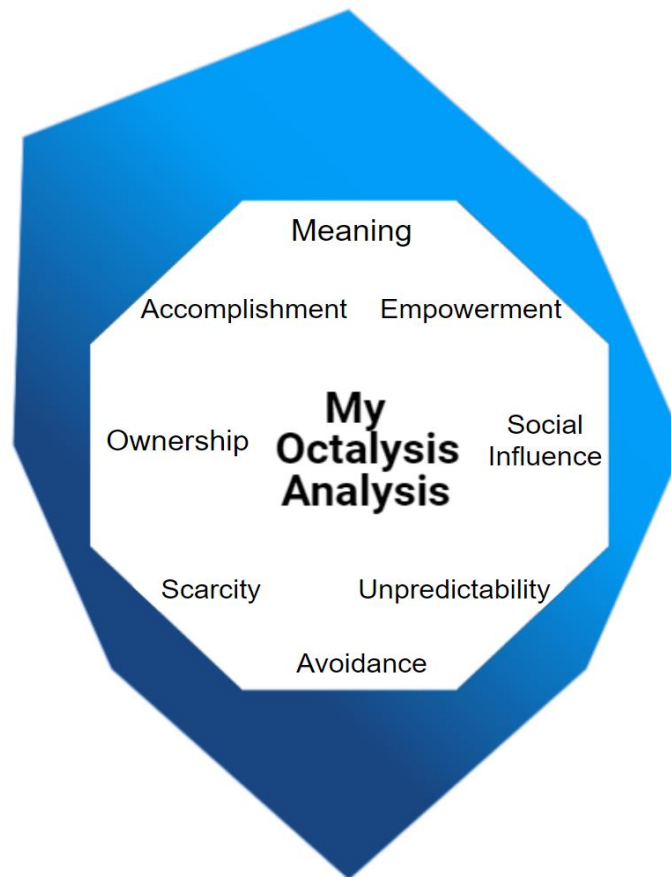 Meaning
Accomplishment Empowerment
My
Octalysis
Analysis
Ownership
Social
Influence
Scarcity Unpredictability
Avoidance